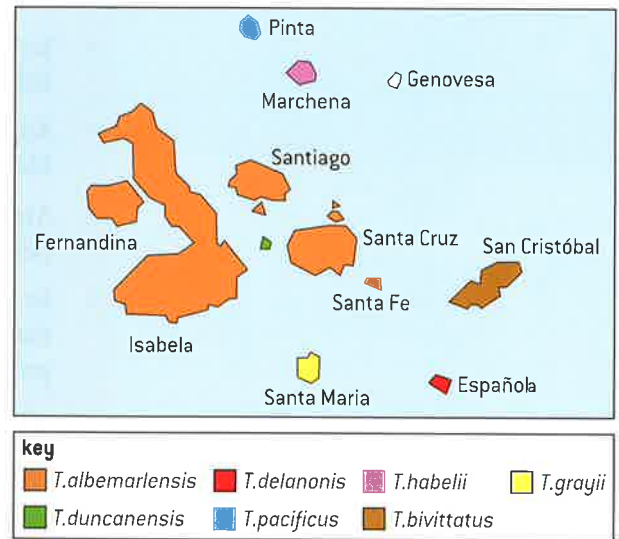 Pinta
Genovesa
Marchena
Santiago
Fernandina
Santa Cruz
San Cristóbal
Santa Fe
Isabela
Santa Maria
Española
key
T.albemarlensis
T.delanonis
T.habelii
T.grayii
T.duncanensis
T.pacificus
T.bivittatus